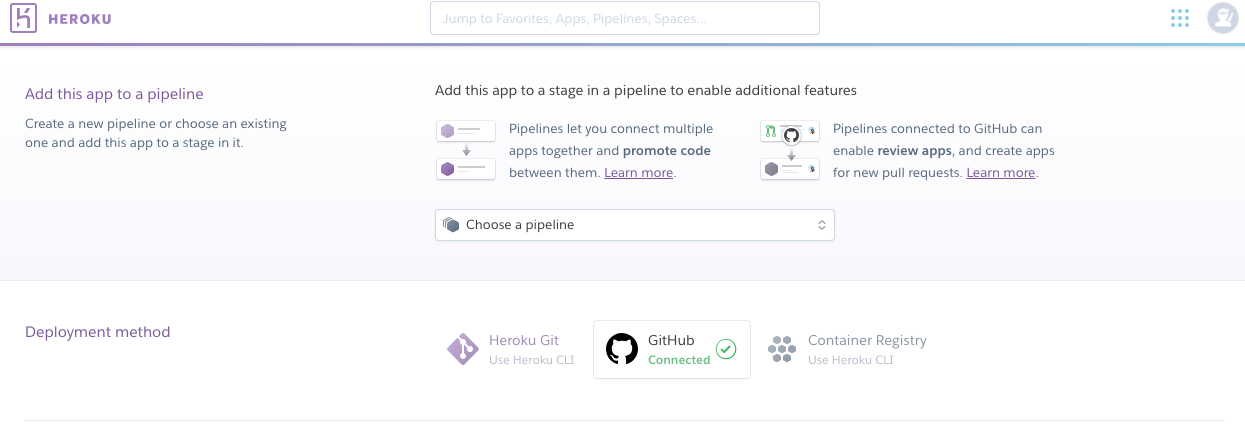 HEROKU
Jump to Favorites, Apps, Pipelines, Spaces...
Add this app to a pipeline
Create a new pipeline or choose an existing
one and add this app to a stage in it.
Add this app to a stage in a pipeline to enable additional features
Pipelines let you connect multiple
apps together and promote code
between them. Learn more.
Pipelines connected to GitHub can
enable review apps, and create apps
for new pull requests. Learn more.
Choose a pipeline
Deployment method
Heroku Git
Use Heroku CLI
GitHub
Connected
Container Registry
Use Heroku CLI